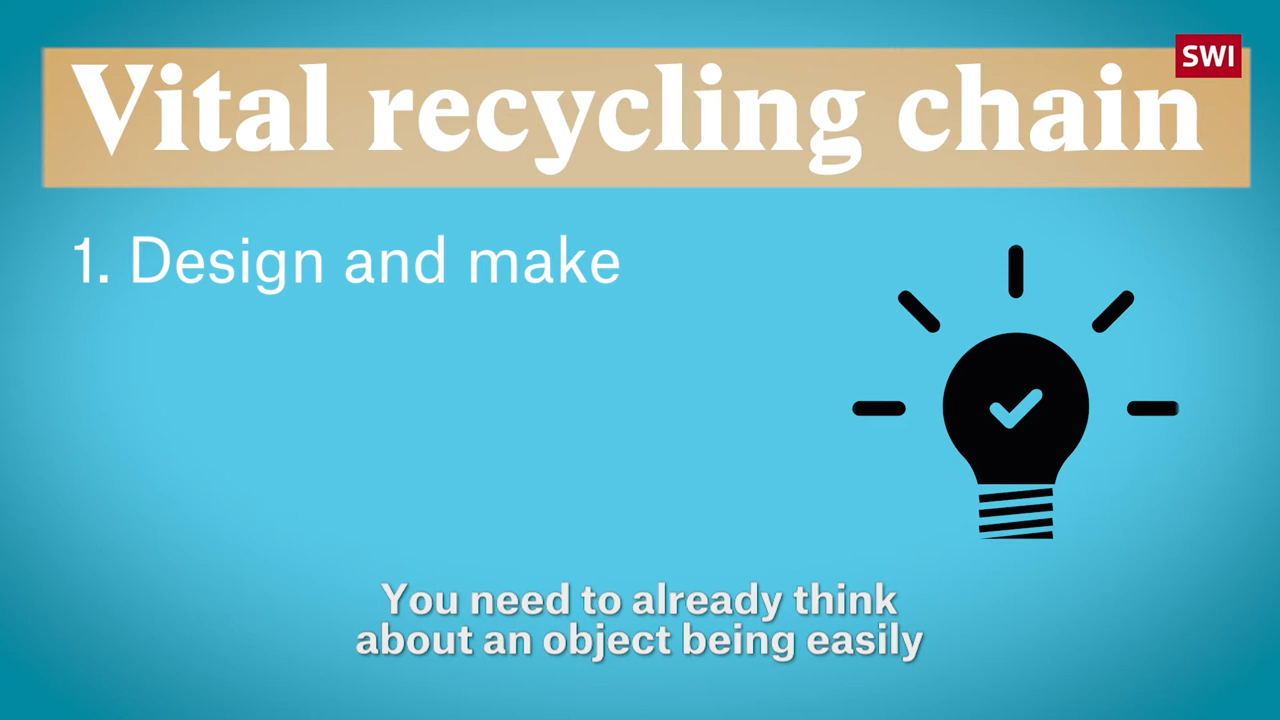 SWI
Vital recycling chain
1. Design and make
You need to already think
about an object being easily